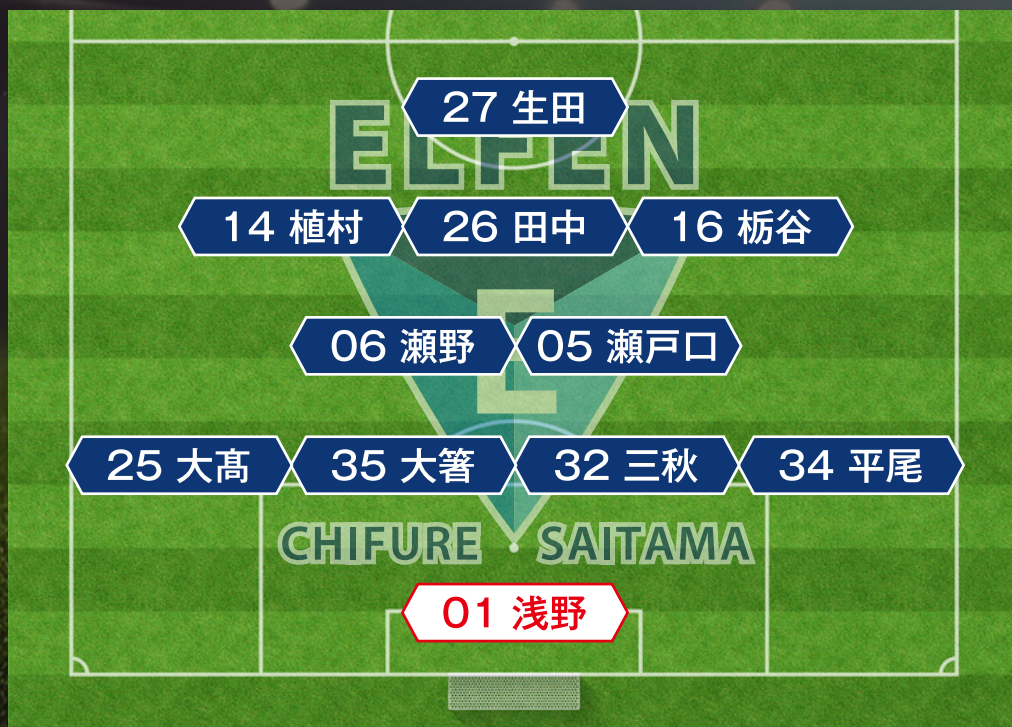 27 生田
ELFEN
14 植村 26 田中 16 栃谷
E
06 瀬野 05 瀬戸口
25 大髙 35 大箸 32 三秋 34 平尾
CHIFURE SAITAMA
01 浅野